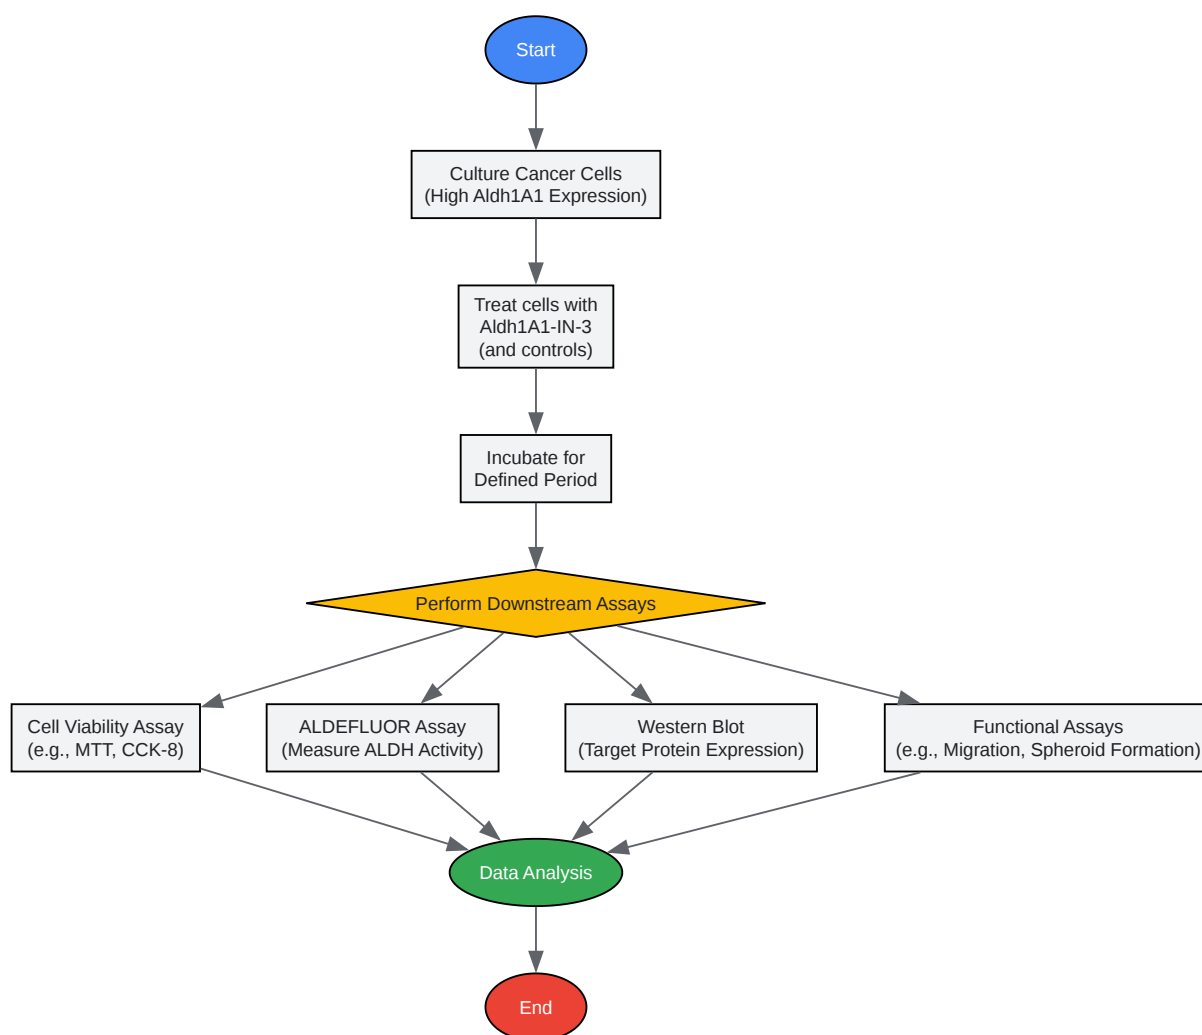 Start
Culture Cancer Cells
(High Aldh1A1 Expression)
Treat cells with
Aldh1A1-IN-3
(and controls)
Incubate for
Defined Period
Perform Downstream Assays
Cell Viability Assay
(e.g., MTT, CCK-8)
ALDEFLUOR Assay
(Measure ALDH Activity)
Western Blot
(Target Protein Expression)
Functional Assays
(e.g., Migration, Spheroid Formation)
Data Analysis
End